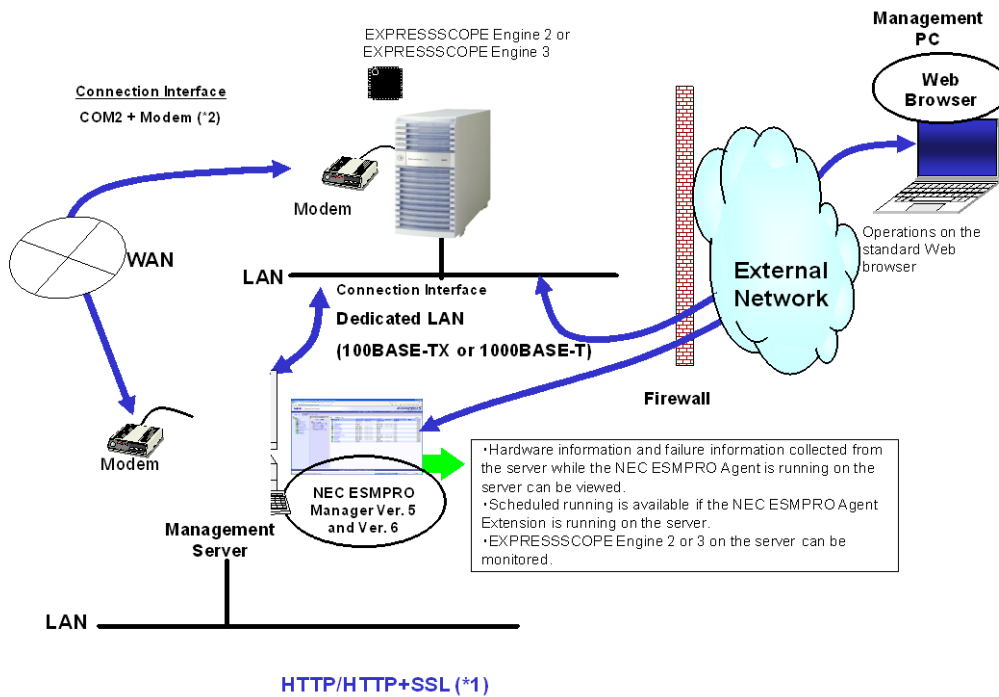 EXPRESSSCOPE Engine 2 or
EXPRESSSCOPE Engine 3
Management
PC
Web
Browser
Connection Interface
COM2 + Modem (*2)
Modem
WAN
Operations on the
standard Web
browser
LAN
Connection Interface
Dedicated LAN
(100BASE-TX or 1000BASE-T)
External
Network
Firewall
Modem
NEC ESMPRO
Manager Ver. 5
and Ver. 6
・Hardware information and failure information collected from
the server while the NEC ESMPRO Agent is running on the
server can be viewed.
・Scheduled running is available if the NEC ESMPRO Agent
Extension is running on the server.
・EXPRESSSCOPE Engine 2 or 3 on the server can be
monitored.
Management
Server
LAN
HTTP/HTTP+SSL (*1)